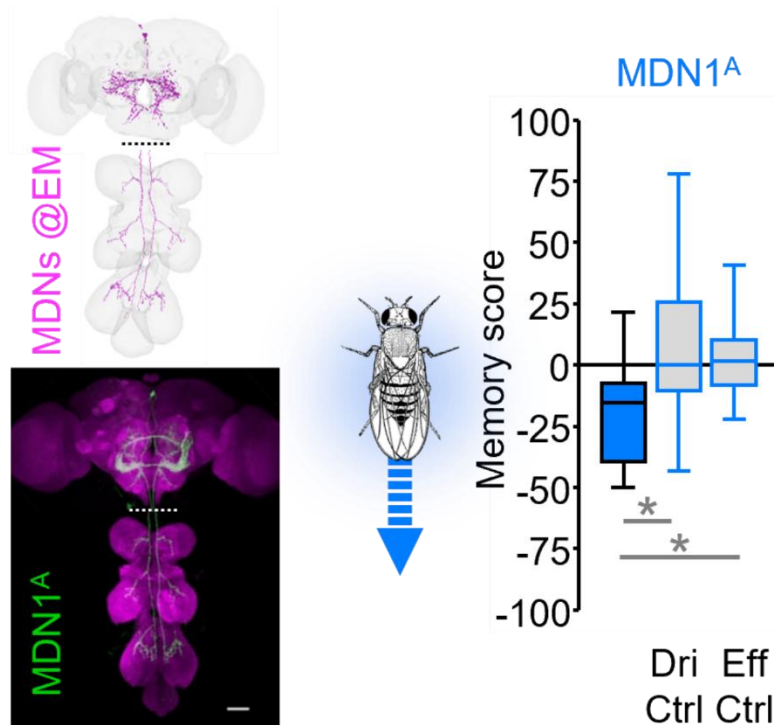 MDNs @EM
MDN1A
MDN1A
Memory score
100
75
50
25
0
-25
-50
-75
-100
*
*
Dri Eff
Ctrl Ctrl